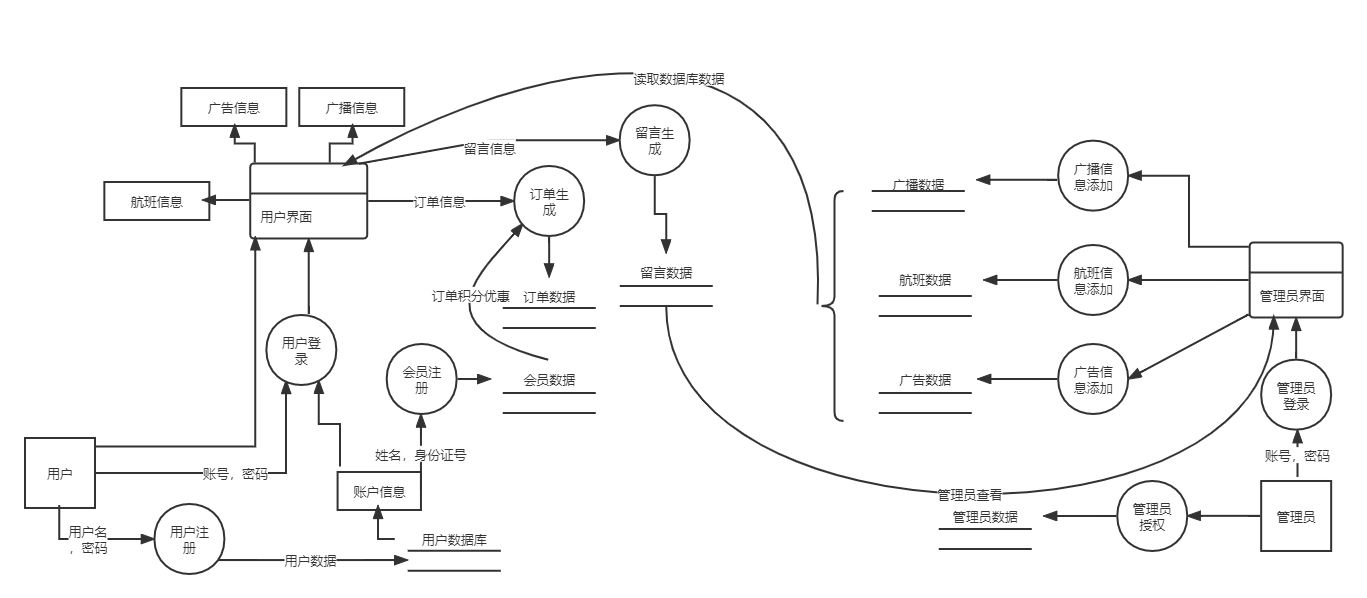 读取数据库数据
广告信息
广播信息
留言信息
留言生
成
航班信息
用户界面
订单信息
订单生
成
广播数据
广播信
息添加
留言数据
订单积分优惠
订单数据
航班数据
航班信
息添加
管理员界面
用户登
录
会员注
册
会员数据
广告数据
广告信
息添加
管理员
登录
用户
账号，密码
姓名，身份证号
账户信息
账号，密码
管理员查看
管理员数据
管理员
授权
管理员
用户名
，密码
用户注
册
用户数据
用户数据库